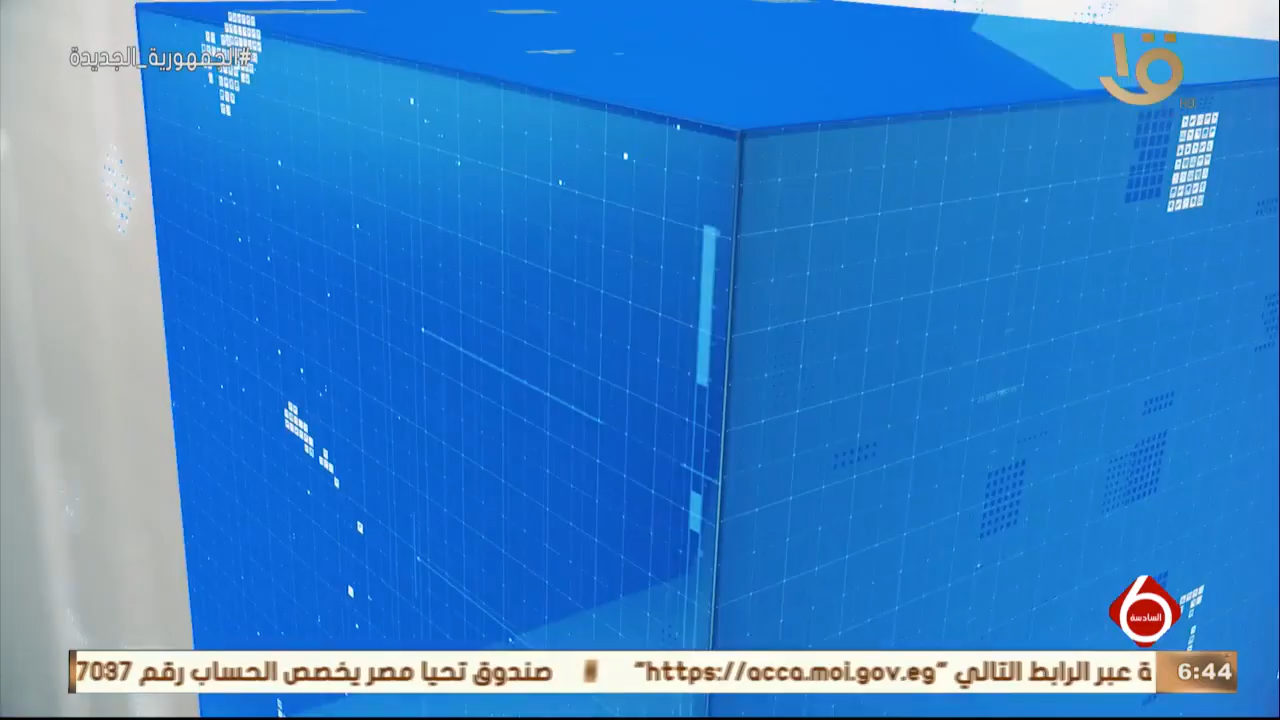 #الجمهورية_الجديدة
السادسة
6:44
ة عبر الرابط التالي "https://acca.moi.gov.eg" صندوق تحيا مصر يخصص الحساب رقم 7037